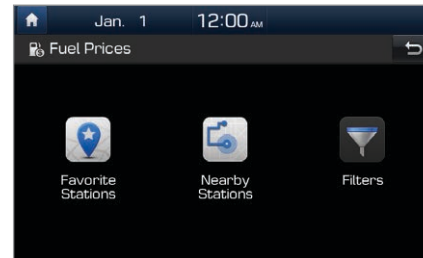 Jan. 1 12:00 AM
Fuel Prices
Favorite
Stations
Nearby
Stations
Filters